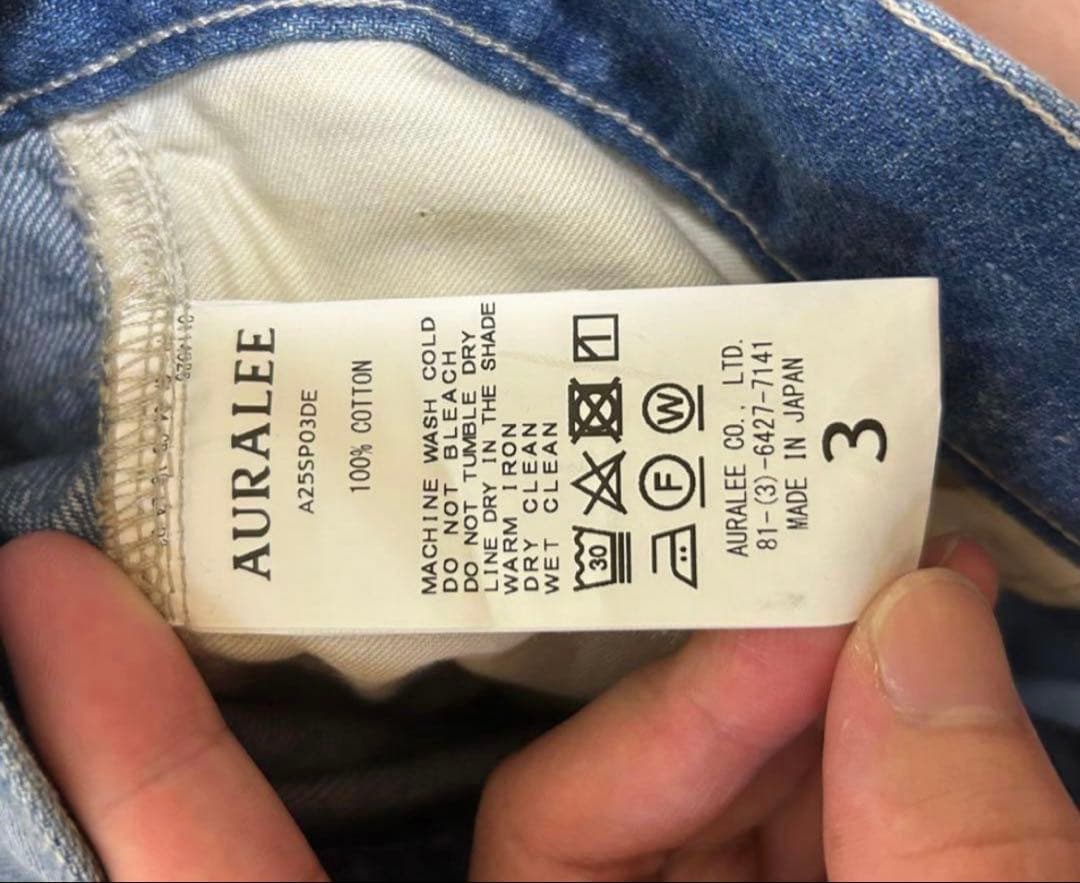 AURALEE
A25SP03DE
100% COTTON
MACHINE WASH COLD
DO NOT BLEACH
DO NOT TUMBLE DRY
LINE DRY IN THE SHADE
WARM IRON
DRY CLEAN
WET CLEAN
30
F W
AURALEE CO., LTD.
81-(3)-6427-7141
MADE IN JAPAN
3